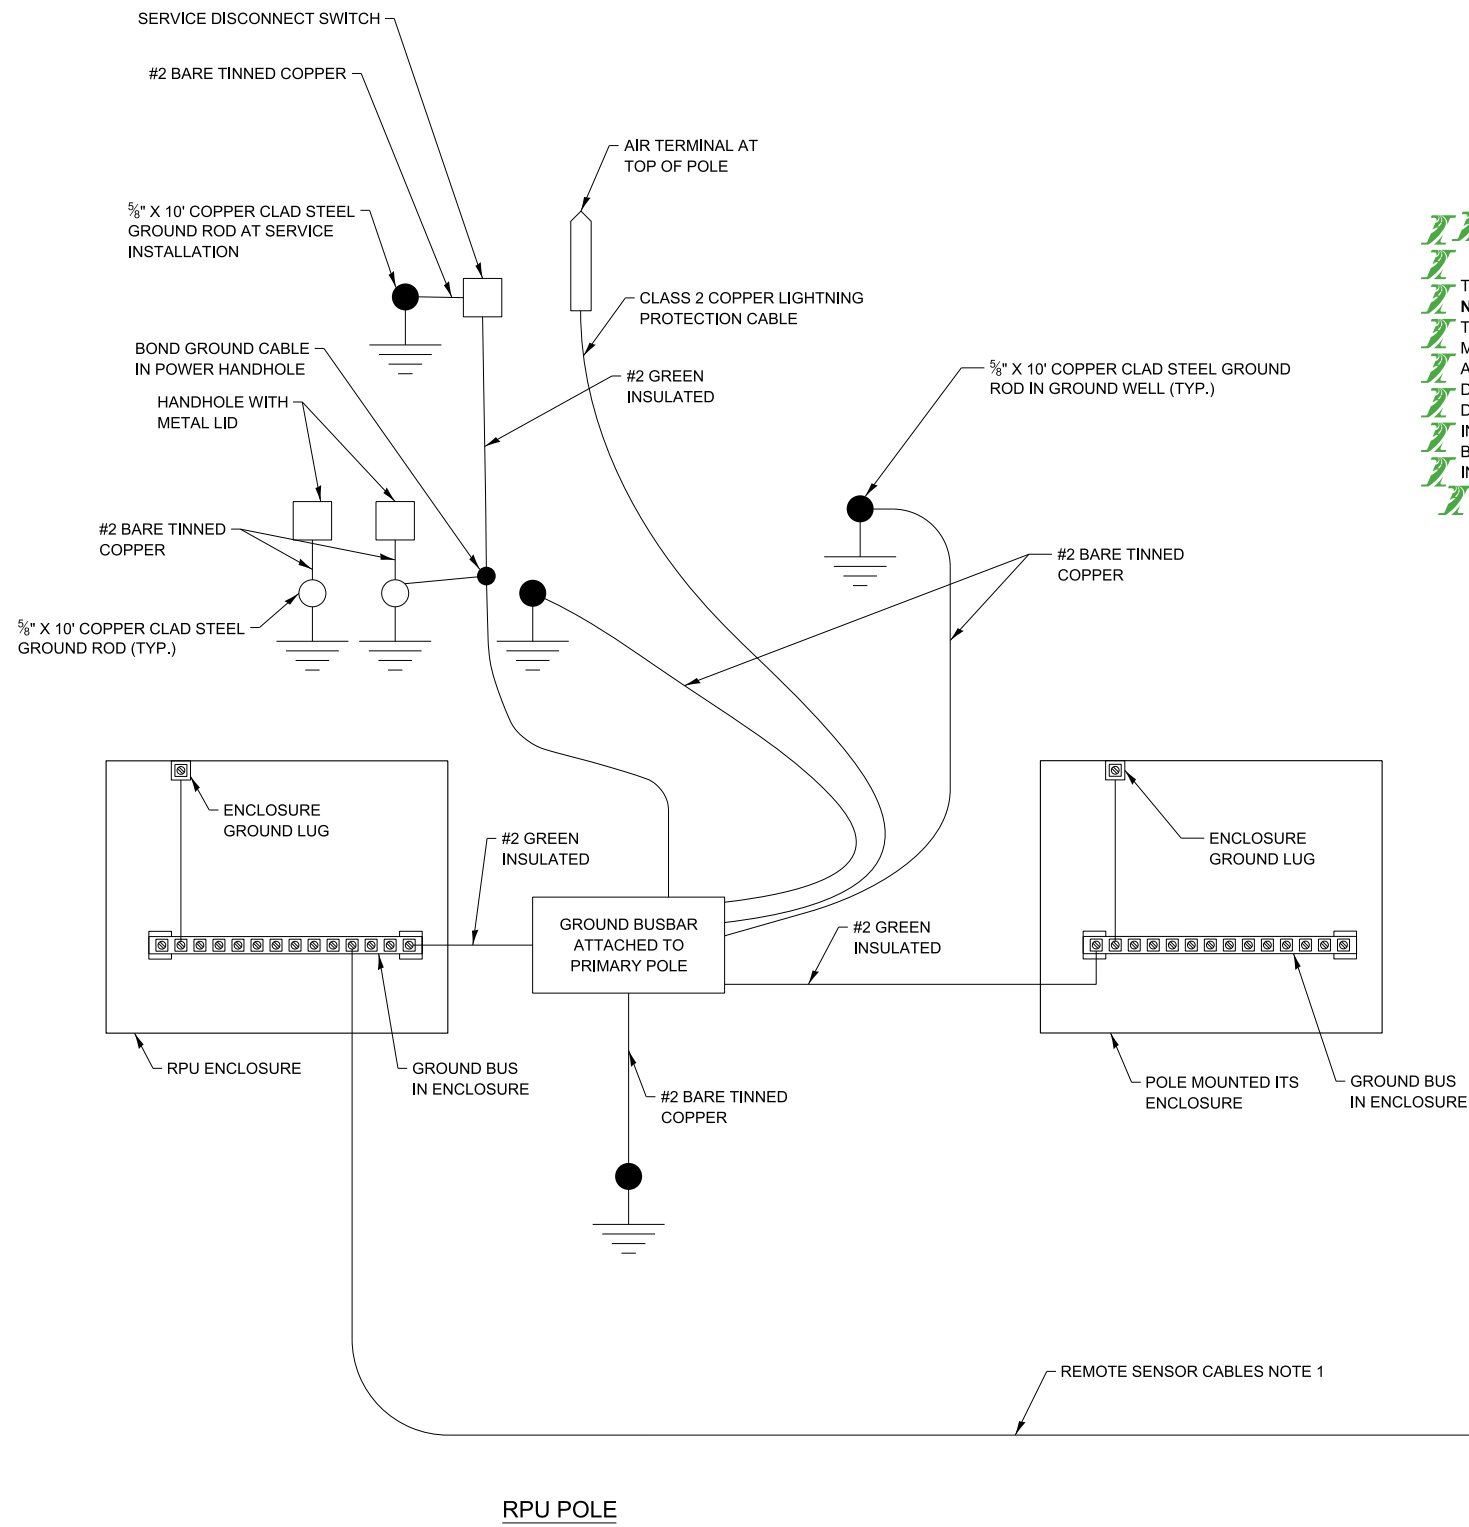 SERVICE DISCONNECT SWITCH
#2 BARE TINNED COPPER
AIR TERMINAL AT
TOP OF POLE
⅝" X 10' COPPER CLAD STEEL
GROUND ROD AT SERVICE
INSTALLATION
CLASS 2 COPPER LIGHTNING
PROTECTION CABLE
BOND GROUND CABLE
IN POWER HANDHOLE
#2 GREEN
INSULATED
⅝" X 10' COPPER CLAD STEEL GROUND
ROD IN GROUND WELL (TYP.)
HANDHOLE WITH
METAL LID
#2 BARE TINNED
COPPER
#2 BARE TINNED
COPPER
⅝" X 10' COPPER CLAD STEEL
GROUND ROD (TYP.)
ENCLOSURE
GROUND LUG
#2 GREEN
INSULATED
ENCLOSURE
GROUND LUG
GROUND BUSBAR
ATTACHED TO
PRIMARY POLE
#2 GREEN
INSULATED
RPU ENCLOSURE
GROUND BUS
IN ENCLOSURE
#2 BARE TINNED
COPPER
POLE MOUNTED ITS
ENCLOSURE
GROUND BUS
IN ENCLOSURE
REMOTE SENSOR CABLES NOTE 1
RPU POLE